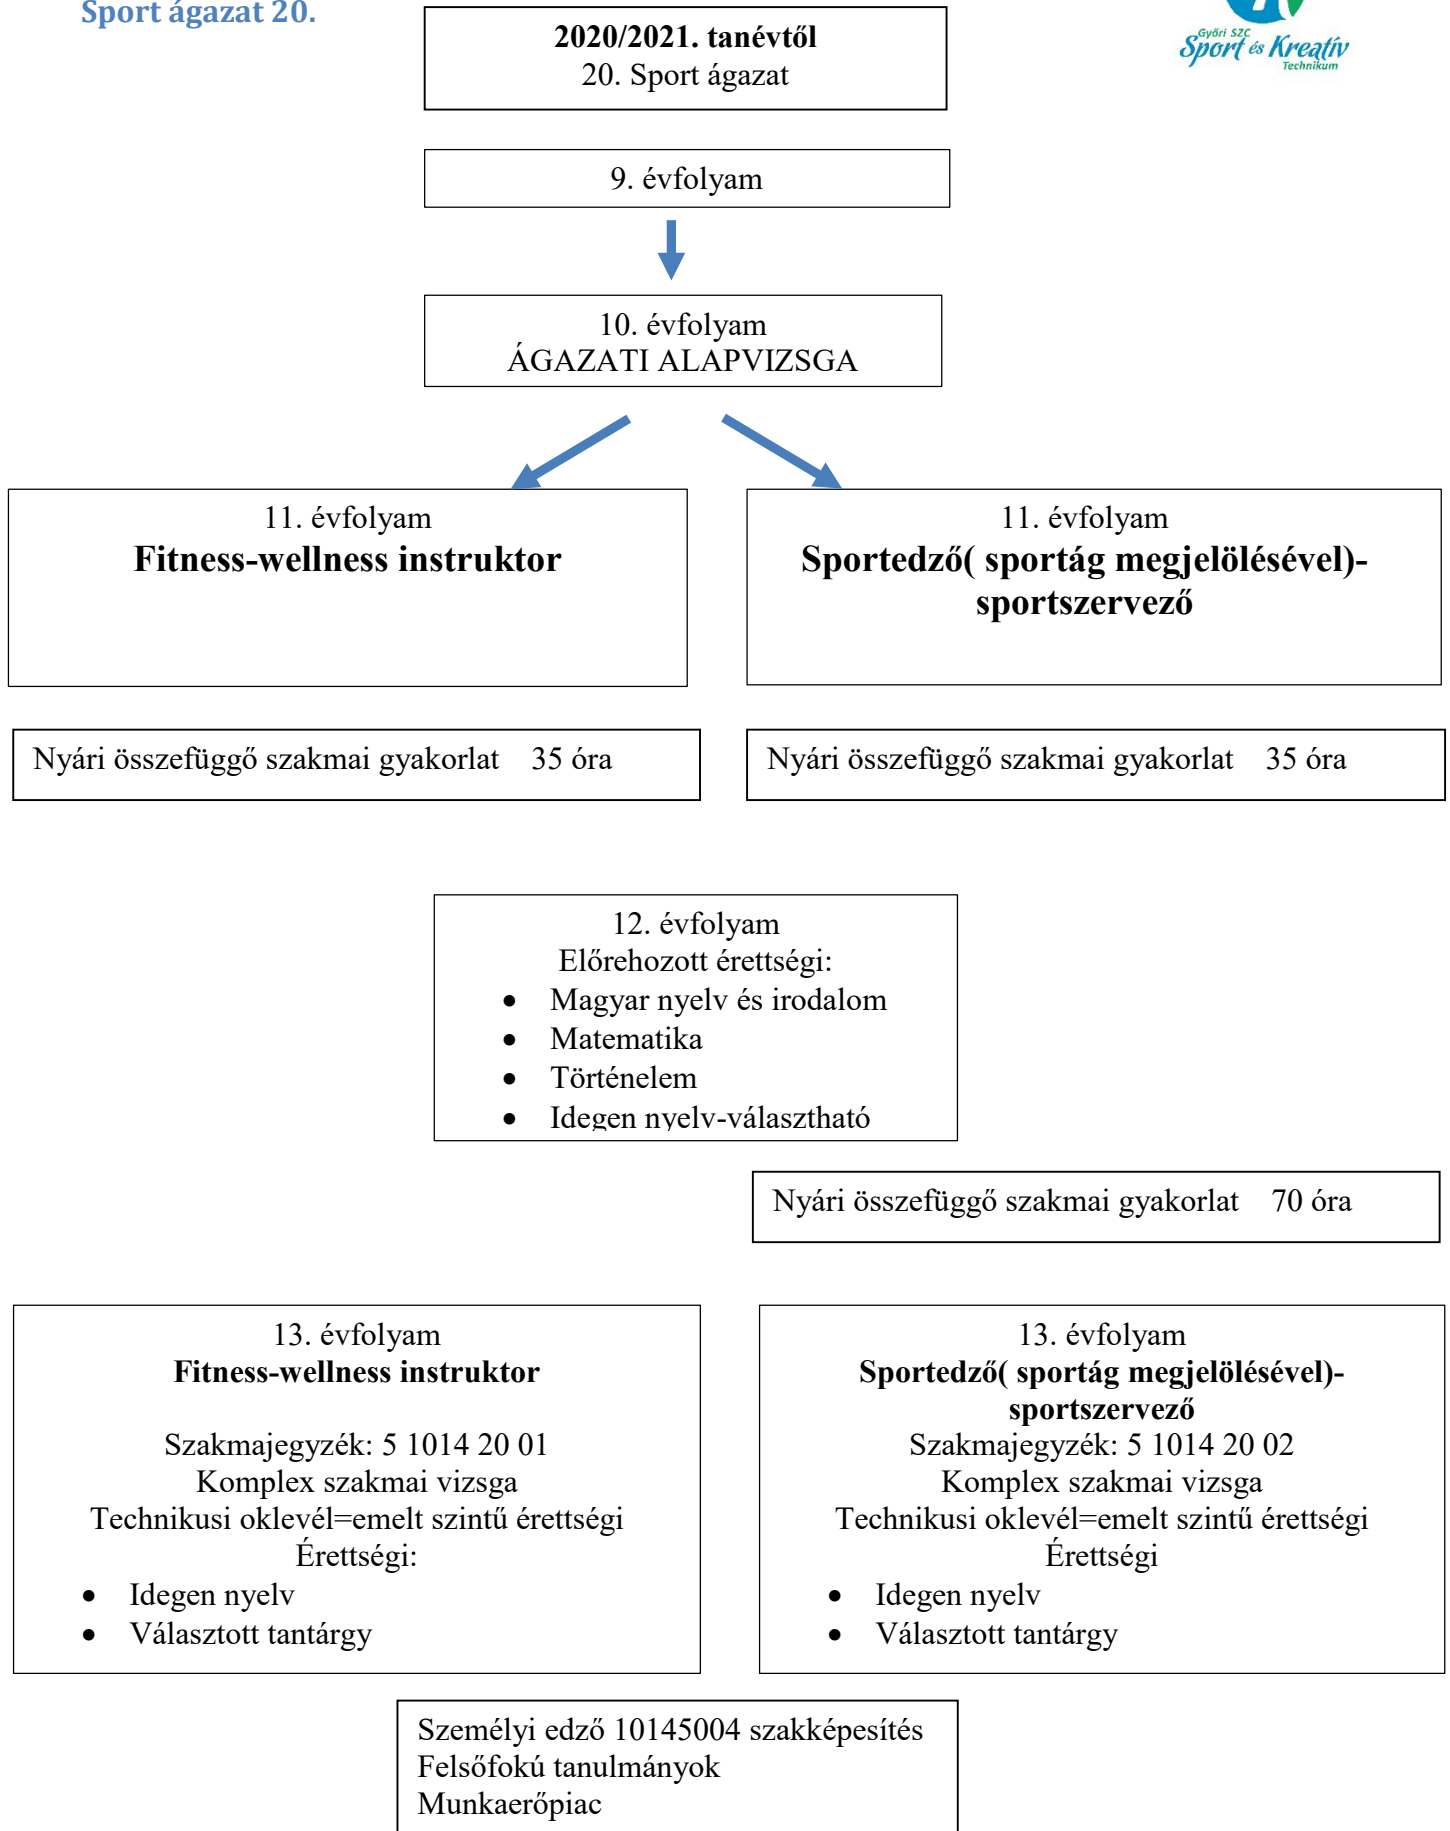 Sport ágazat 20.
2020/2021. tanévtől
20. Sport ágazat
Győri SZC
Sport és Kreatív
Technikum
9. évfolyam
10. évfolyam
ÁGAZATI ALAPVIZSGA
11. évfolyam
Fitness-wellness instruktor
11. évfolyam
Sportedző( sportág megjelölésével)-
sportszervező
Nyári összefüggő szakmai gyakorlat 35 óra
Nyári összefüggő szakmai gyakorlat 35 óra
12. évfolyam
Előrehozott érettségi:
• Magyar nyelv és irodalom
• Matematika
• Történelem
• Idegen nyelv-választható
Nyári összefüggő szakmai gyakorlat 70 óra
13. évfolyam
Fitness-wellness instruktor
Szakmajegyzék: 5 1014 20 01
Komplex szakmai vizsga
Technikusi oklevél=emelt szintű érettségi
Érettségi:
• Idegen nyelv
• Választott tantárgy
13. évfolyam
Sportedző( sportág megjelölésével)-
sportszervező
Szakmajegyzék: 5 1014 20 02
Komplex szakmai vizsga
Technikusi oklevél=emelt szintű érettségi
Érettségi
• Idegen nyelv
• Választott tantárgy
Személyi edző 10145004 szakképesítés
Felsőfokú tanulmányok
Munkaerőpiac